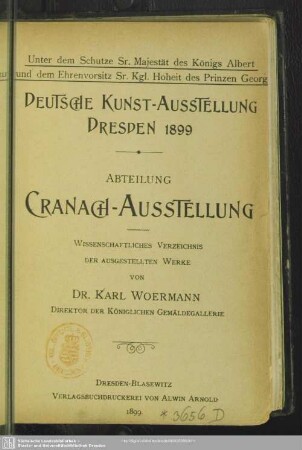 Unter dem Schutze Sr. Majestät des Königs Albert
und dem Ehrenvorsitz Sr. Kgl. Hoheit des Prinzen Georg
Deutsche Kunst-Ausstellung
Dresden 1899
Abteilung
Cranach-Ausstellung
Wissenschaftliches Verzeichnis
der ausgestellten Werke
von
Dr. Karl Woermann
Direktor der Königlichen Gemäldegallerie
Dresden-Blasewitz
Verlagsbuchdruckerei von Alwin Arnold
1899.
* 3656 D